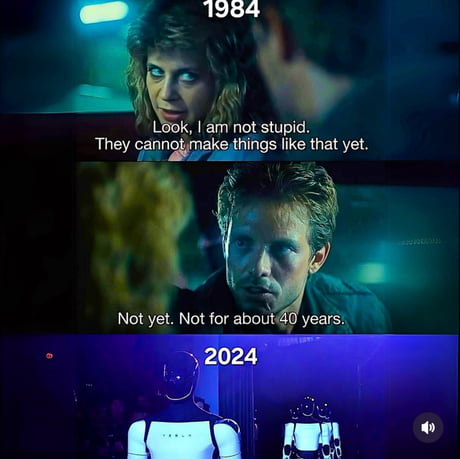 1984
Look, I am not stupid.
They cannot make things like that yet.
Not yet. Not for about 40 years.
2024
TESLA